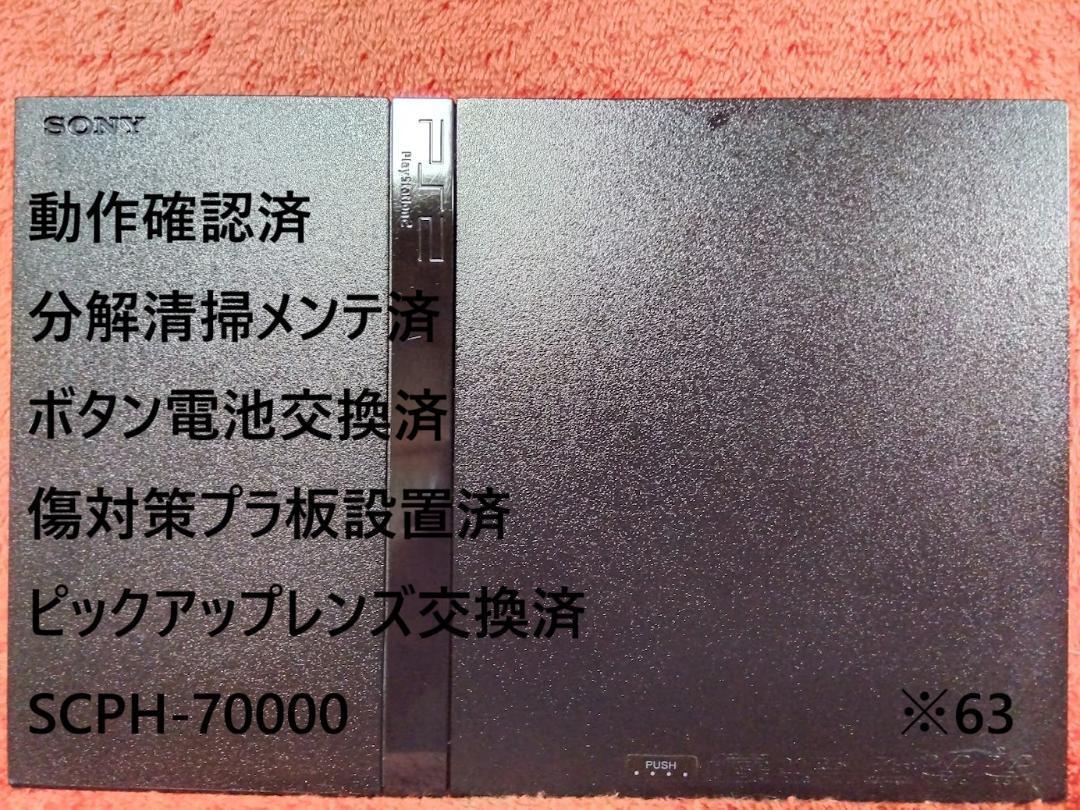 SONY
PS2
PlayStation 2
動作確認済
分解清掃メンテ済
ボタン電池交換済
傷対策プラ板設置済
ピックアップレンズ交換済
SCPH-70000
※63
PUSH